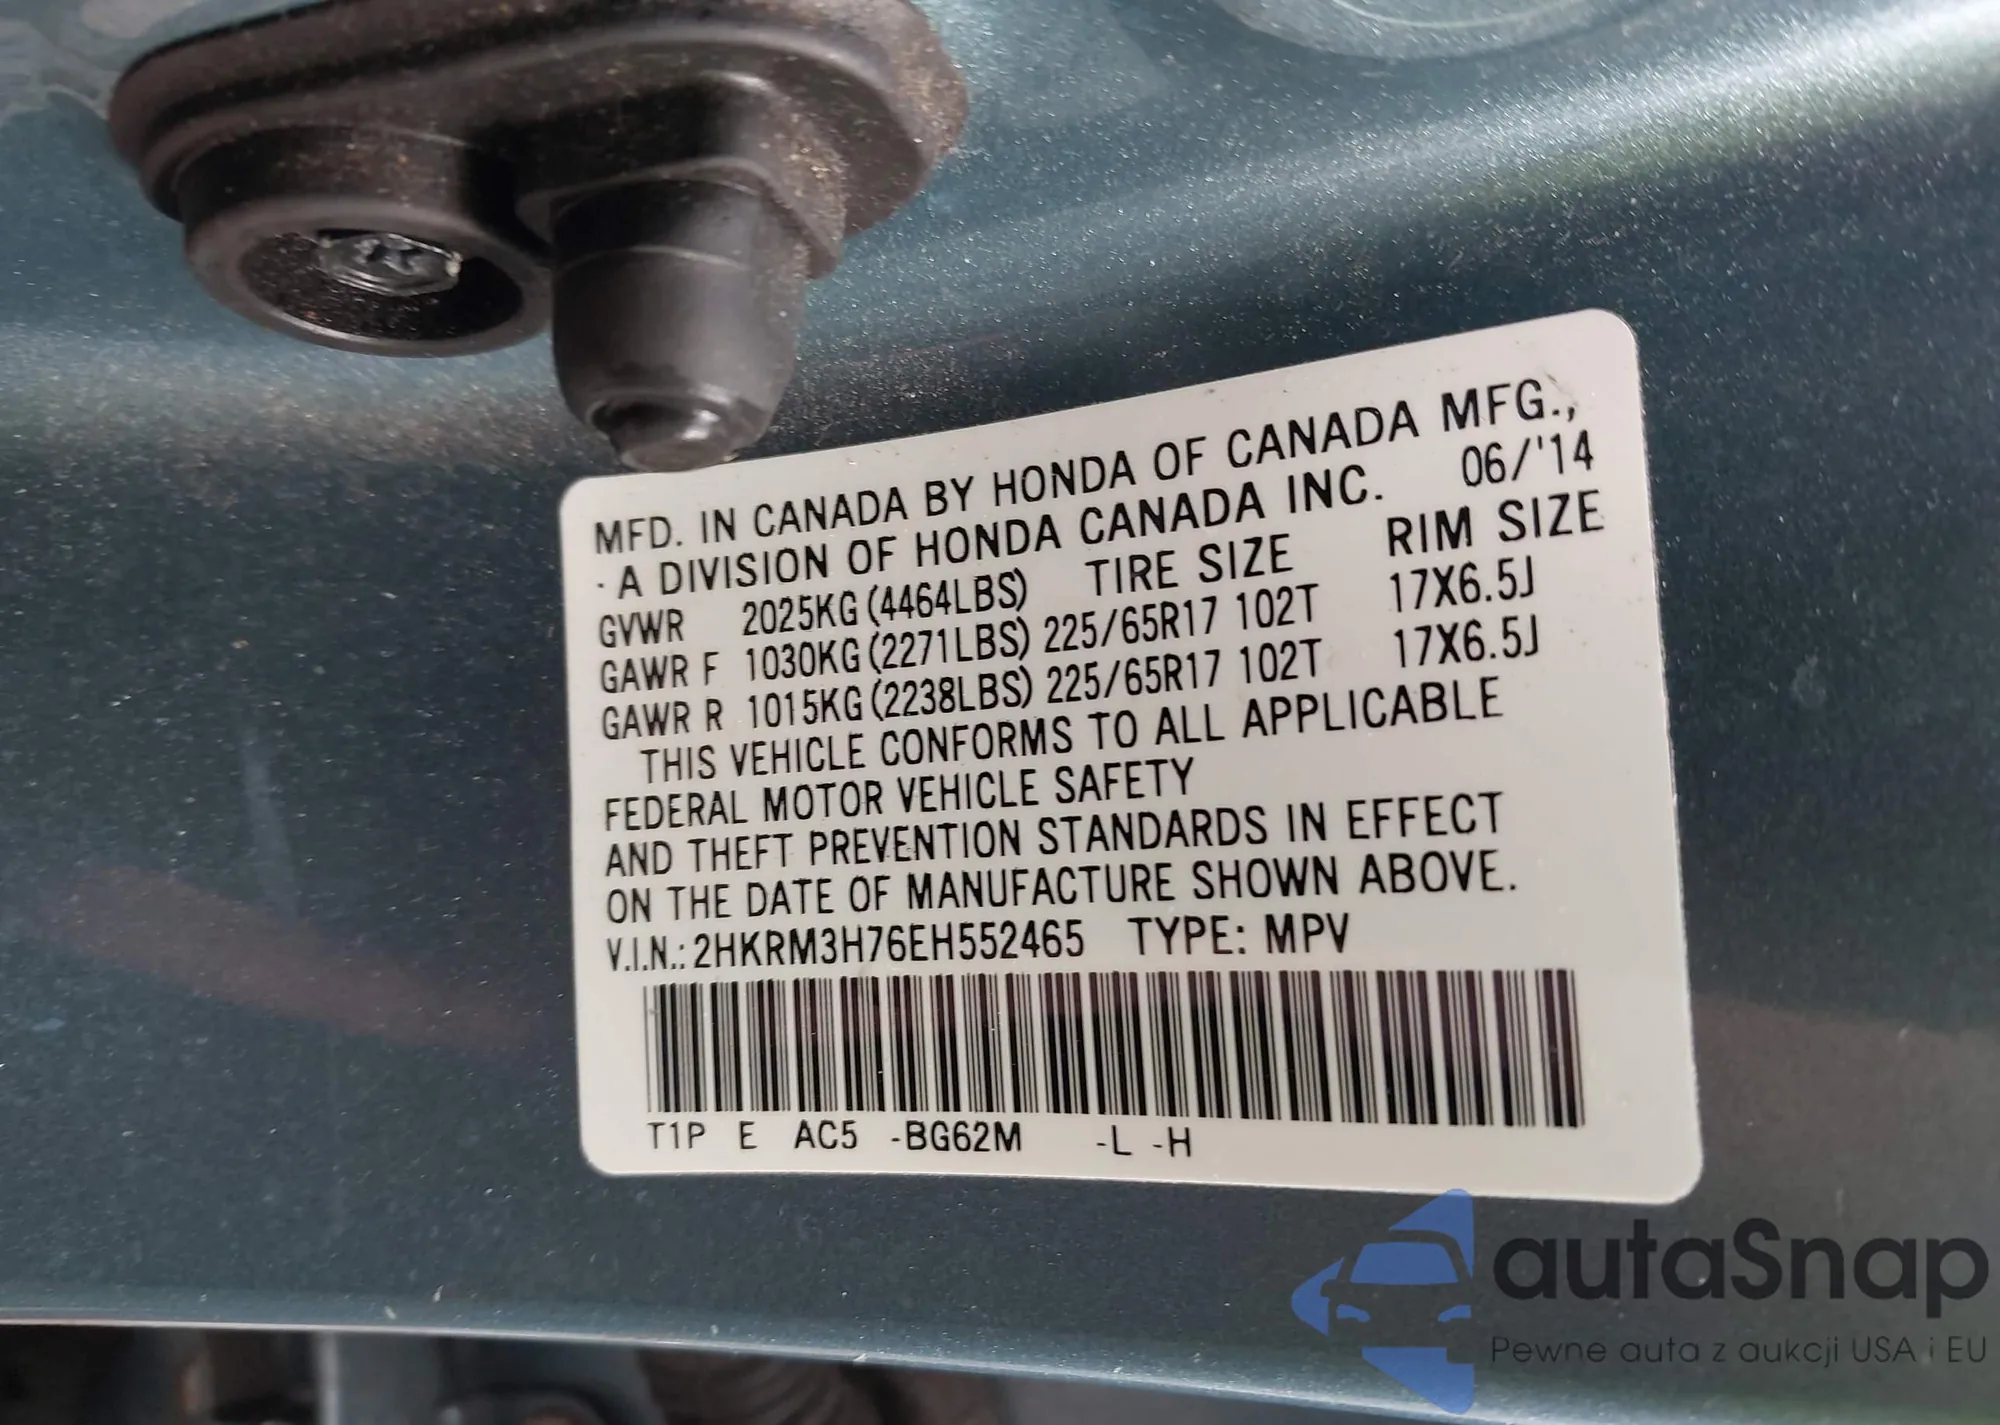 MFD. IN CANADA BY HONDA OF CANADA MFG.,
· A DIVISION OF HONDA CANADA INC. 06/'14
GVWR 2025KG (4464LBS) TIRE SIZE RIM SIZE
GAWR F 1030KG (2271LBS) 225/65R17 102T 17X6.5J
GAWR R 1015KG (2238LBS) 225/65R17 102T 17X6.5J
THIS VEHICLE CONFORMS TO ALL APPLICABLE
FEDERAL MOTOR VEHICLE SAFETY
AND THEFT PREVENTION STANDARDS IN EFFECT
ON THE DATE OF MANUFACTURE SHOWN ABOVE.
V.I.N.: 2HKRM3H76EH552465 TYPE: MPV
T1P E AC5 -BG62M -L -H
autaSnap
Pewne auta z aukcji USA i EU